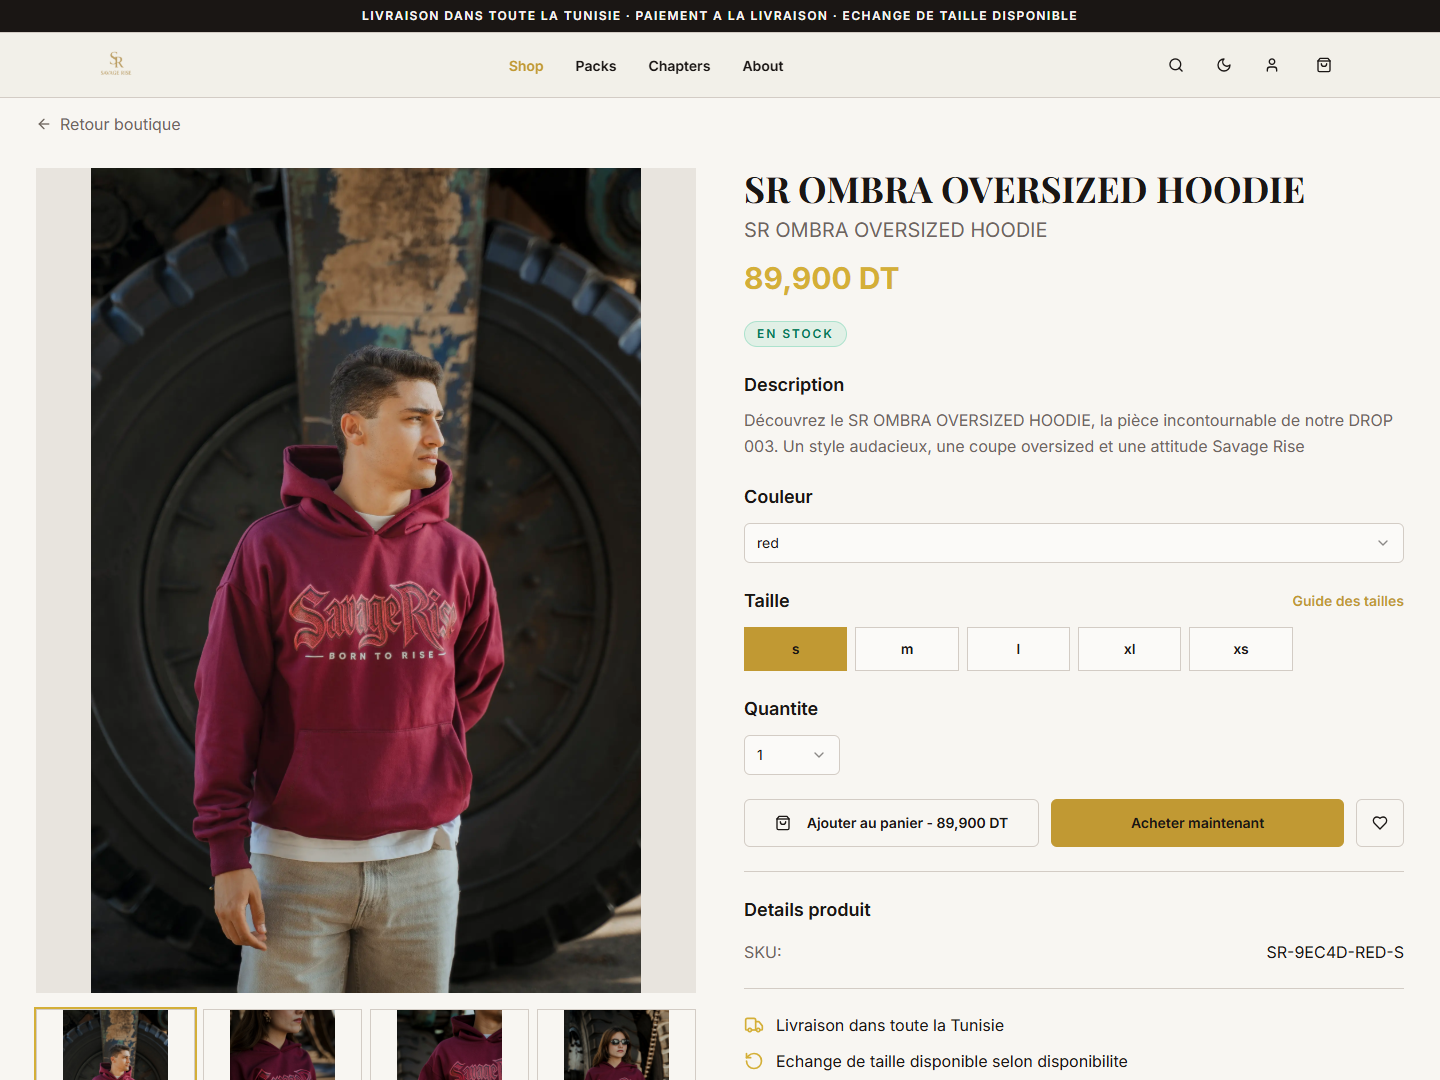 LIVRAISON DANS TOUTE LA TUNISIE · PAIEMENT A LA LIVRAISON · ECHANGE DE TAILLE DISPONIBLE
SR
SAVAGE RISE
Shop
Packs
Chapters
About
Retour boutique
SavageRise
BORN TO RISE
SR OMBRA OVERSIZED HOODIE
SR OMBRA OVERSIZED HOODIE
89,900 DT
EN STOCK
Description
Découvrez le SR OMBRA OVERSIZED HOODIE, la pièce incontournable de notre DROP
003. Un style audacieux, une coupe oversized et une attitude Savage Rise
Couleur
red
Taille
Guide des tailles
s
m
l
xl
xs
Quantite
1
Ajouter au panier - 89,900 DT
Acheter maintenant
Details produit
SKU:
SR-9EC4D-RED-S
Livraison dans toute la Tunisie
Echange de taille disponible selon disponibilite